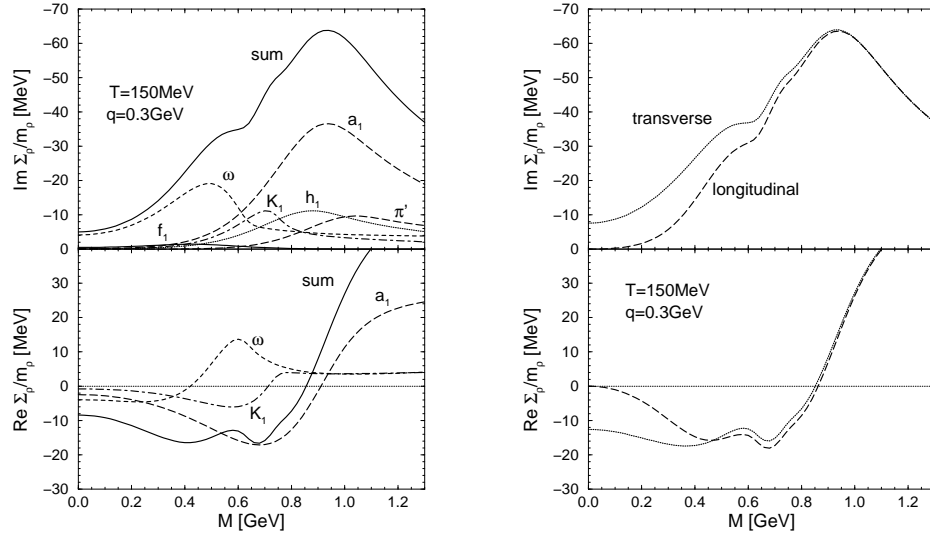 −70
−60
−50
−40
−30
−20
−10
0
Im Σρ/mρ [MeV]
sum
T=150MeV
q=0.3GeV
a1
ω
K1
h1
π'
f1
30
20
10
0
−10
−20
−30
Re Σρ/mρ [MeV]
sum
a1
ω
K1
0.0 0.2 0.4 0.6 0.8 1.0 1.2
M [GeV]
−70
−60
−50
−40
−30
−20
−10
0
Im Σρ/mρ [MeV]
transverse
longitudinal
30
20
10
0
−10
−20
−30
Re Σρ/mρ [MeV]
T=150MeV
q=0.3GeV
0.0 0.2 0.4 0.6 0.8 1.0 1.2
M [GeV]